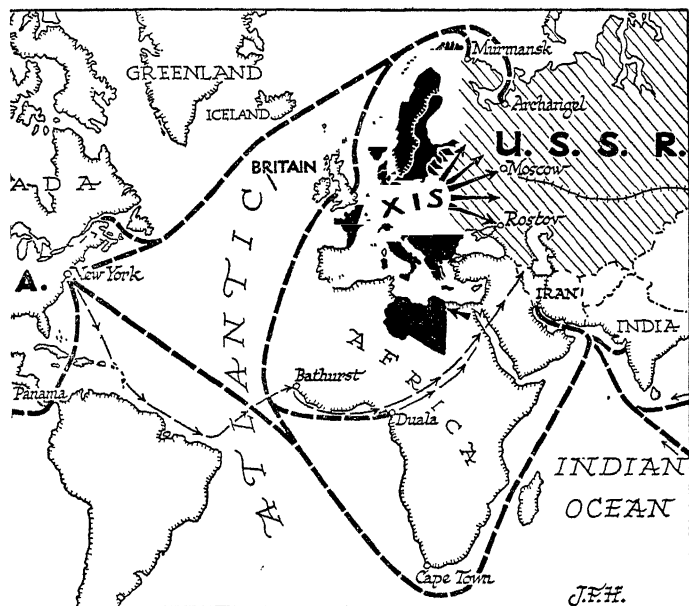 Murmansk
GREENLAND
ICELAND
Archangel
U. S. S. R.
BRITAIN
Moscow
ADA
XIS
Rostov
A.
New York
IRAN
INDIA
ATLANTIC
AFRICA
Bathurst
Panama
Duala
INDIAN
OCEAN
Cape Town
J.F.H.